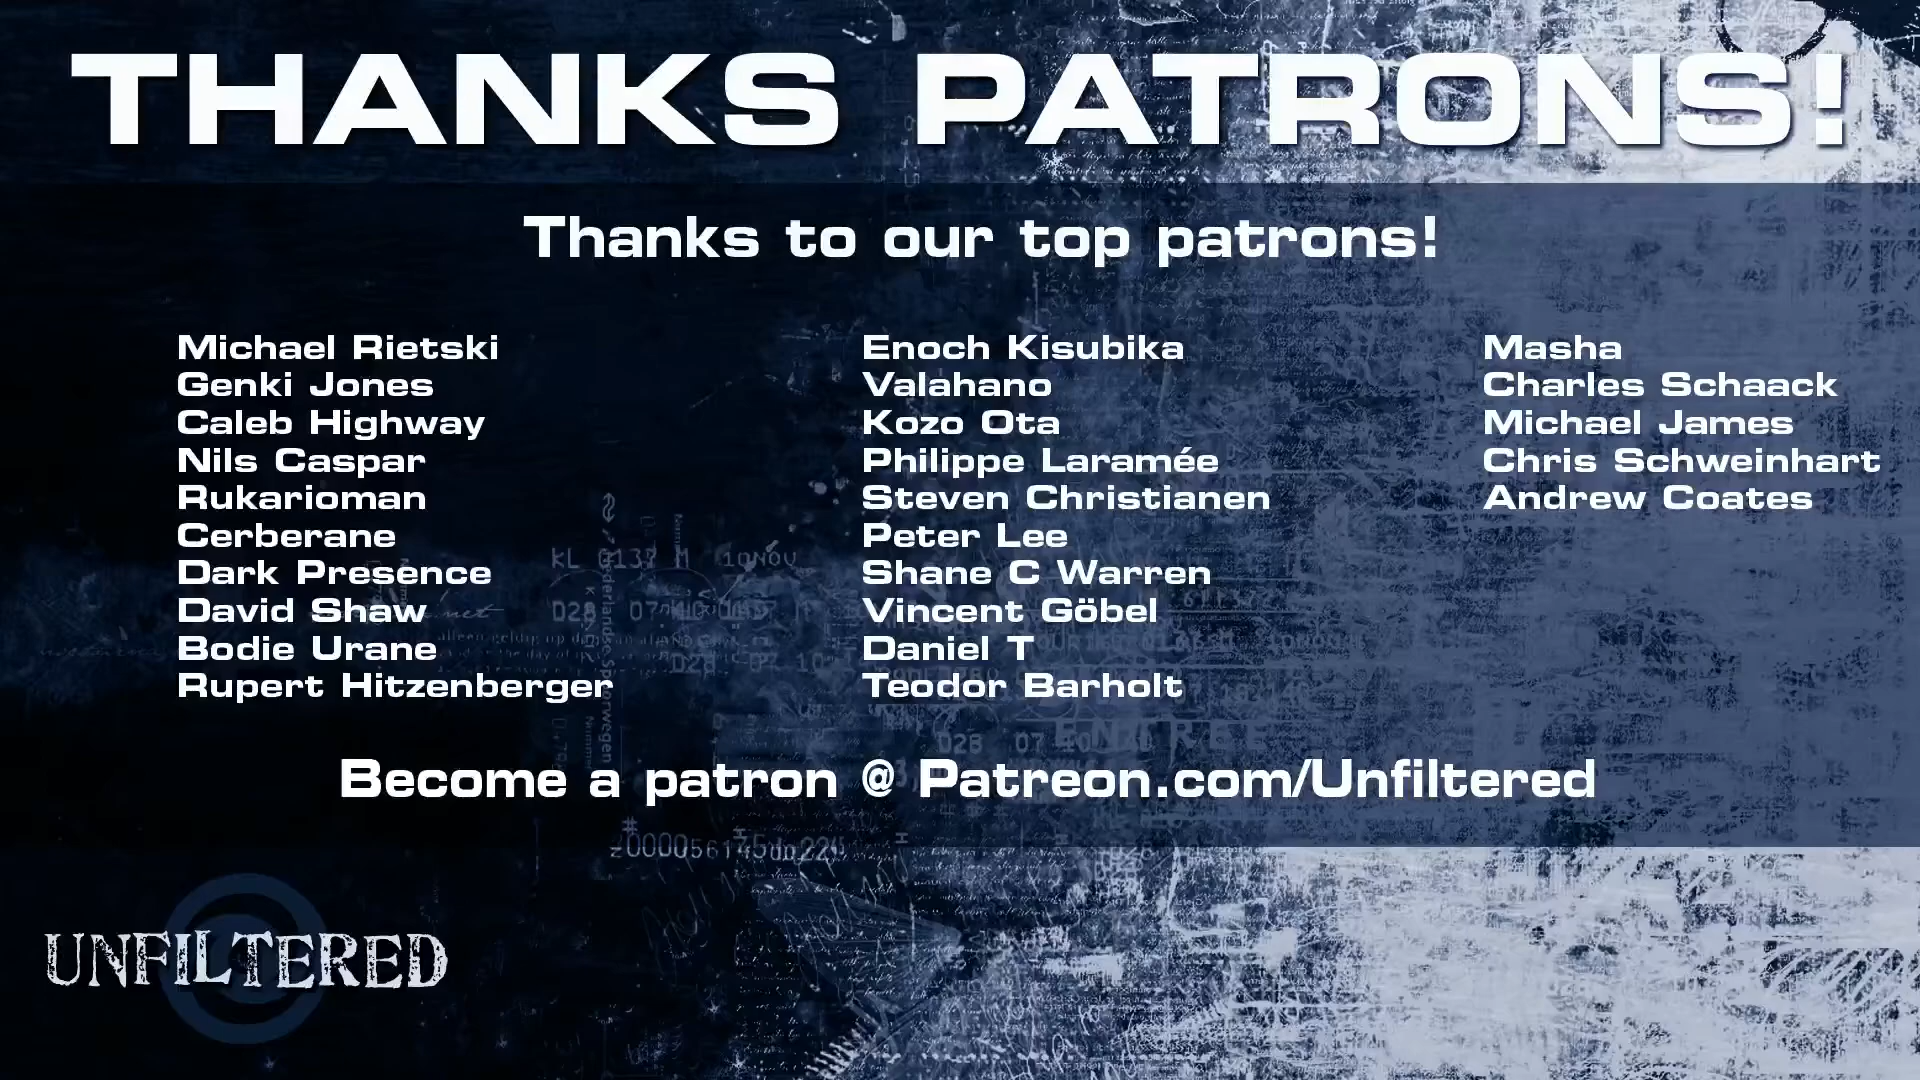 THANKS PATRONS!
Thanks to our top patrons!
Michael Rietski
Genki Jones
Caleb Highway
Nils Caspar
Rukarioman
Cerberane
Dark Presence
David Shaw
Bodie Urane
Rupert Hitzenberger
Enoch Kisubika
Valahano
Kozo Ota
Philippe Laramée
Steven Christianen
Peter Lee
Shane C Warren
Vincent Göbel
Daniel T
Teodor Barholt
Masha
Charles Schaack
Michael James
Chris Schweinhart
Andrew Coates
Become a patron @ Patreon.com/Unfiltered
UNFILTERED